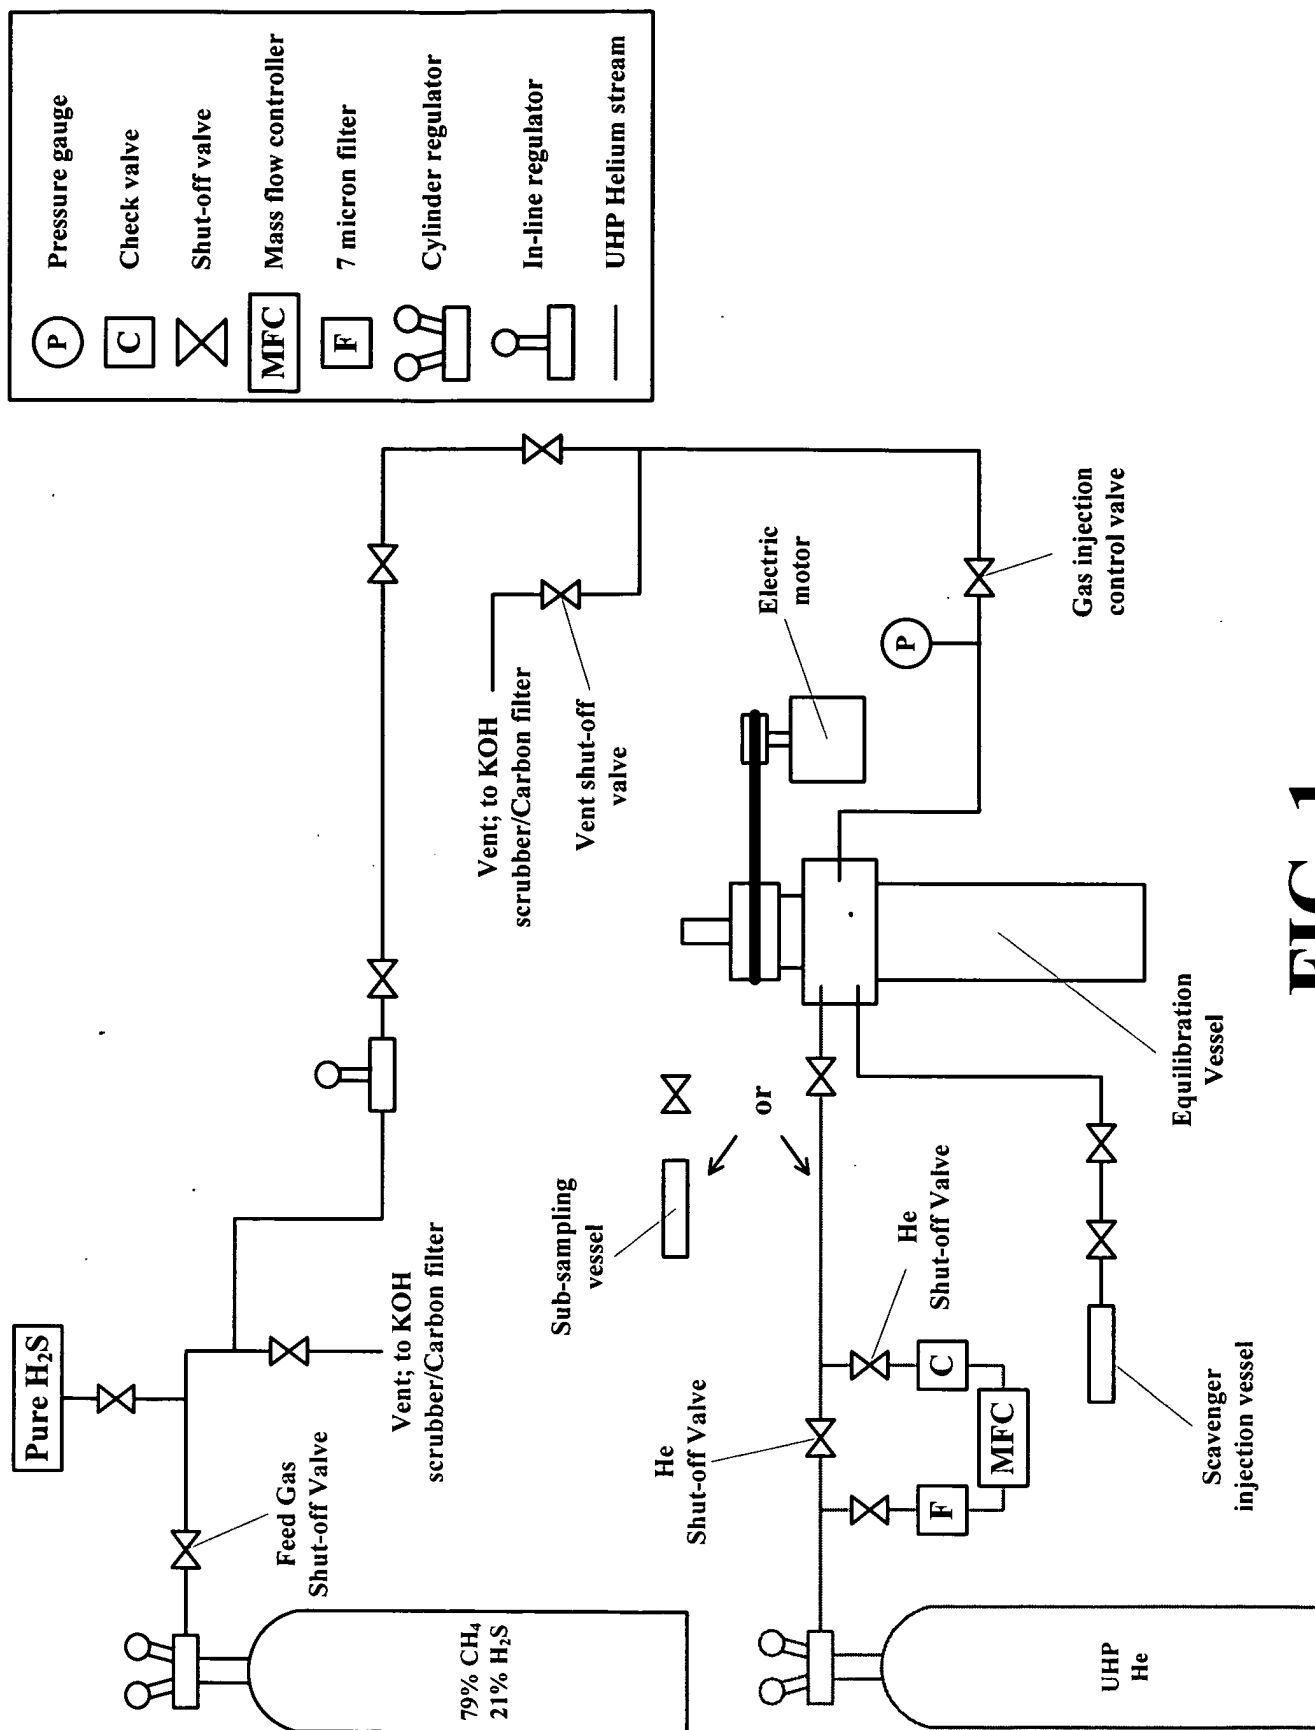 P
Pressure gauge
C
Check valve
Shut-off valve
MFC
Mass flow controller
F
7 micron filter
Cylinder regulator
In-line regulator
UHP Helium stream
Pure H₂S
Feed Gas
Shut-off Valve
79% CH₄
21% H₂S
Vent; to KOH
scrubber/Carbon filter
Vent; to KOH
scrubber/Carbon filter
Vent shut-off
valve
Electric
motor
P
Gas injection
control valve
Sub-sampling
vessel
or
He
Shut-off Valve
He
Shut-off Valve
F
MFC
C
UHP
He
Scavenger
injection vessel
Equilibration
Vessel